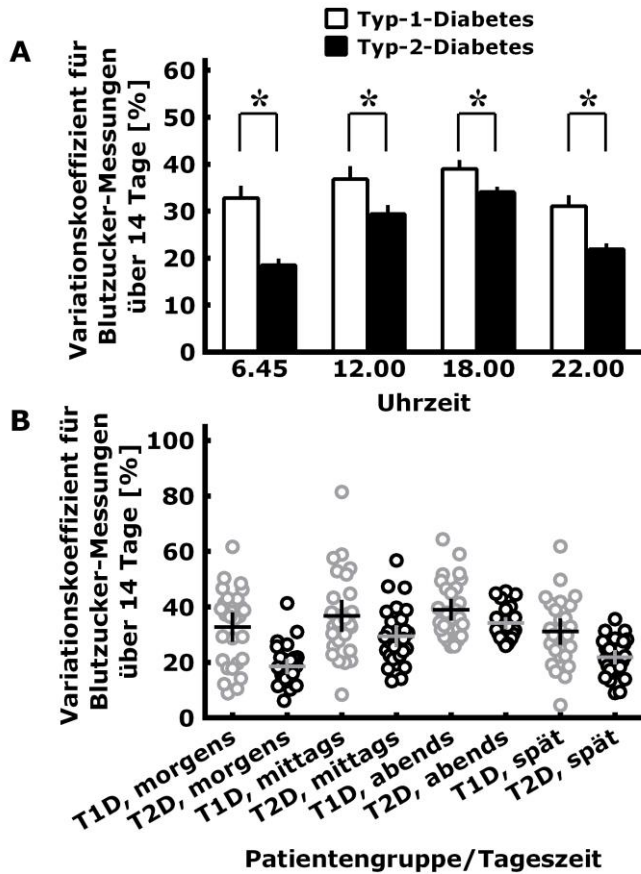 Typ-1-Diabetes
Typ-2-Diabetes
A
Variationskoeffizient für
Blutzucker-Messungen
über 14 Tage [%]
60
50
40
30
20
10
0
* * * *
6.45 12.00 18.00 22.00
Uhrzeit
B
Variationskoeffizient für
Blutzucker-Messungen
über 14 Tage [%]
100
80
60
40
20
0
T1D, morgens
T2D, morgens
T1D, mittags
T2D, mittags
T1D, abends
T2D, abends
T1D, spät
T2D, spät
Patientengruppe/Tageszeit